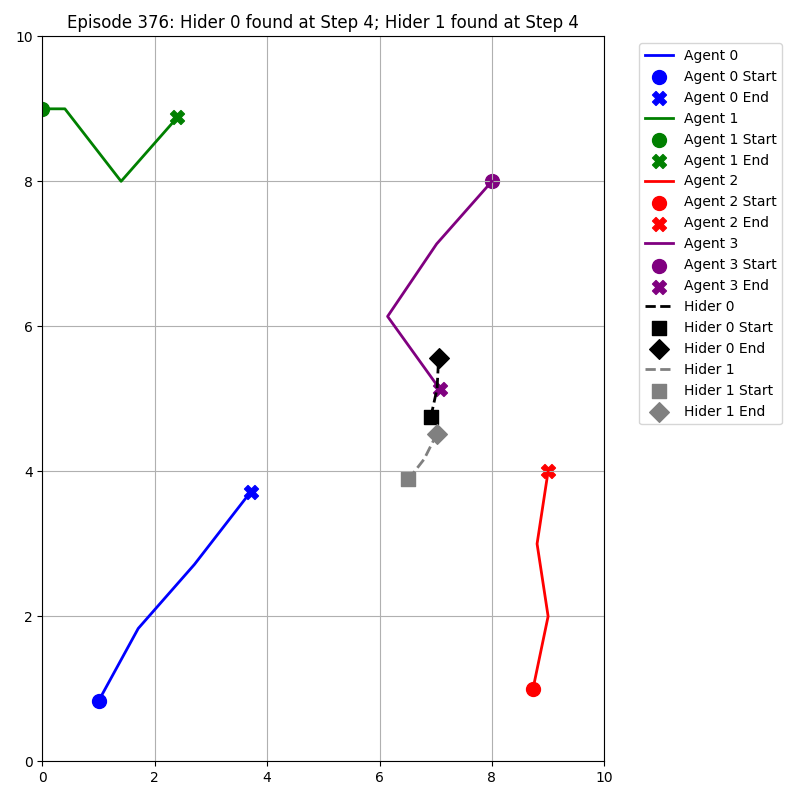 Episode 376: Hider 0 found at Step 4; Hider 1 found at Step 4
10
8
6
4
2
0
0 2 4 6 8 10
Agent 0
Agent 0 Start
Agent 0 End
Agent 1
Agent 1 Start
Agent 1 End
Agent 2
Agent 2 Start
Agent 2 End
Agent 3
Agent 3 Start
Agent 3 End
Hider 0
Hider 0 Start
Hider 0 End
Hider 1
Hider 1 Start
Hider 1 End